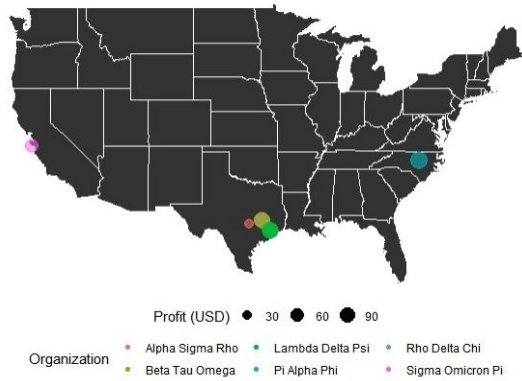 Profit (USD) 30 60 90
Organization
Alpha Sigma Rho Lambda Delta Psi Rho Delta Chi
Beta Tau Omega Pi Alpha Phi Sigma Omicron Pi